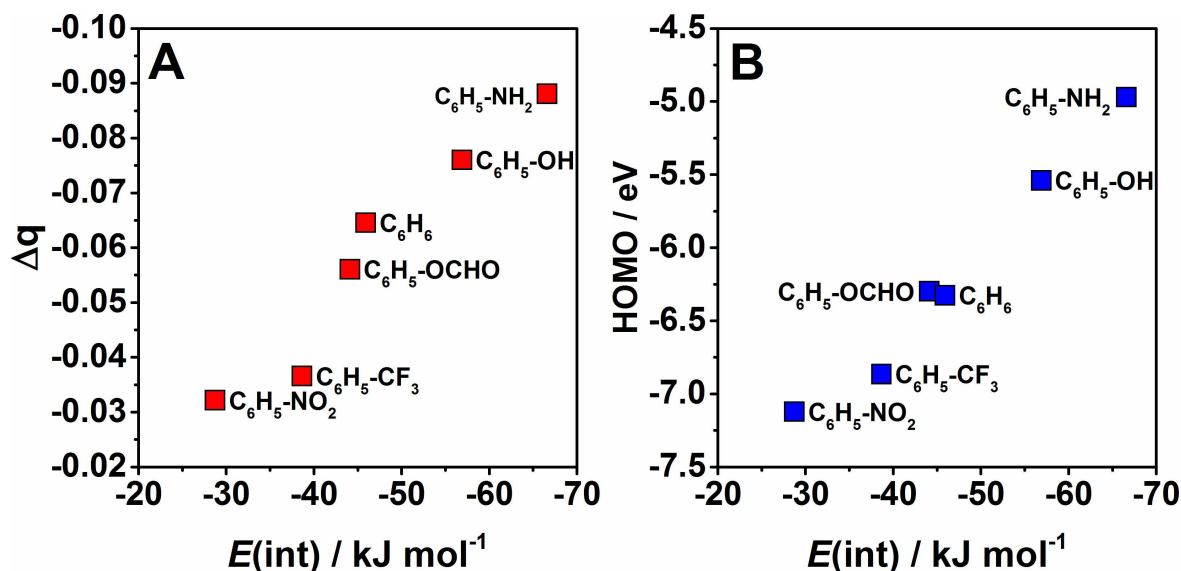 A
-0.10
-0.09
-0.08
-0.07
-0.06
-0.05
-0.04
-0.03
-0.02
Δq
C₆H₅-NH₂
C₆H₅-OH
C₆H₆
C₆H₅-OCHO
C₆H₅-CF₃
C₆H₅-NO₂
-20 -30 -40 -50 -60 -70
E(int) / kJ mol⁻¹
B
-4.5
-5.0
-5.5
-6.0
-6.5
-7.0
-7.5
HOMO / eV
C₆H₅-NH₂
C₆H₅-OH
C₆H₅-OCHO C₆H₆
C₆H₅-CF₃
C₆H₅-NO₂
-20 -30 -40 -50 -60 -70
E(int) / kJ mol⁻¹